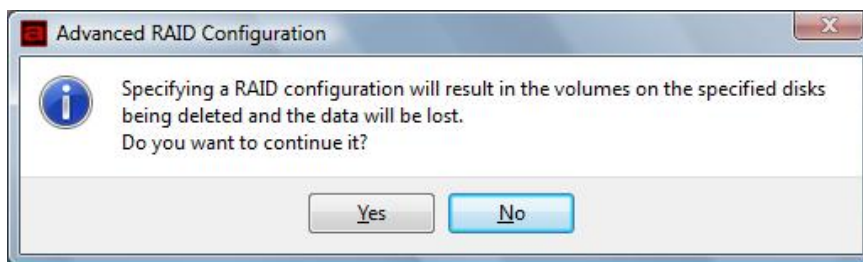 Advanced RAID Configuration
Specifying a RAID configuration will result in the volumes on the specified disks
being deleted and the data will be lost.
Do you want to continue it?
Yes
No